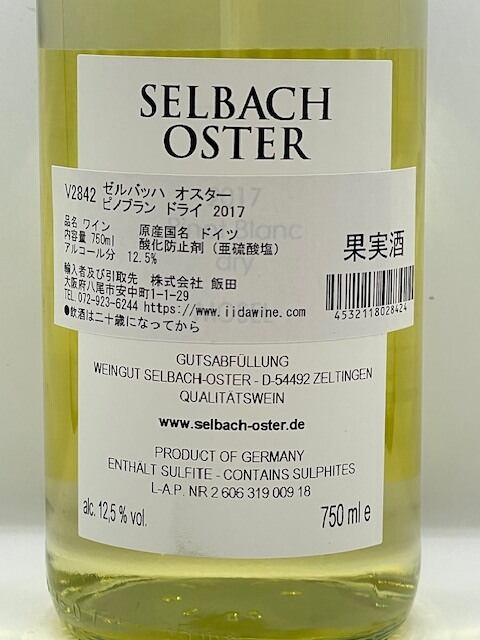 SELBACH
OSTER
2017
Pinot Blanc
dry
MOSEL
V2842 ゼルバッハ オスター
ピノブラン ドライ 2017
品名 ワイン 原産国名 ドイツ
内容量 750ml 酸化防止剤（亜硫酸塩）
アルコール分 12.5%
果実酒
輸入者及び引取先 株式会社 飯田
大阪府八尾市安中町1-1-29
TEL 072-923-6244 https://www.iidawine.com
●飲酒は二十歳になってから
4532118028424
GUTSABFÜLLUNG
WEINGUT SELBACH-OSTER - D-54492 ZELTINGEN
QUALITÄTSWEIN
www.selbach-oster.de
PRODUCT OF GERMANY
ENTHÄLT SULFITE - CONTAINS SULPHITES
L-A.P. NR 2 606 319 009 18
alc. 12,5 % vol.
750 ml e